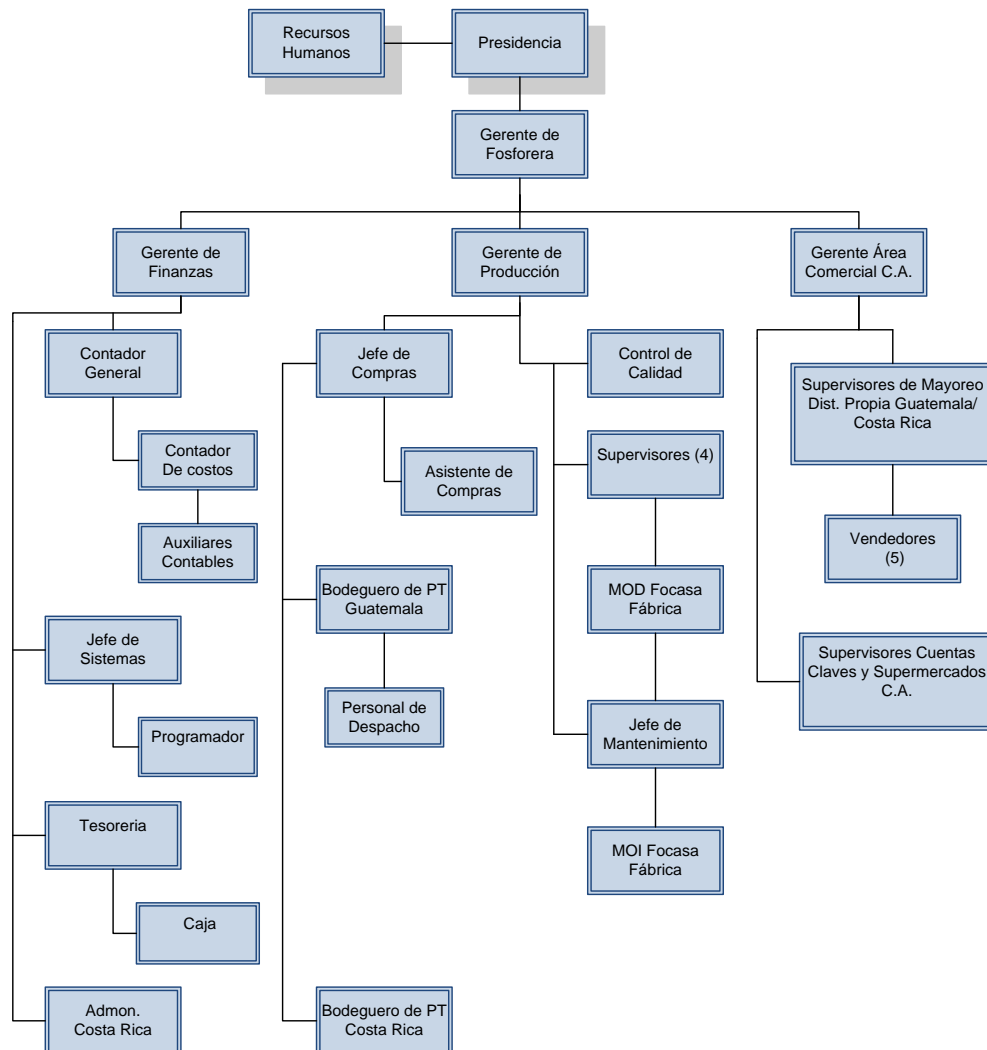 Recursos
Humanos
Presidencia
Gerente de
Fosforera
Gerente de
Finanzas
Gerente de
Producción
Gerente Área
Comercial C.A.
Contador
General
Jefe de
Compras
Control de
Calidad
Supervisores de Mayoreo
Dist. Propia Guatemala/
Costa Rica
Contador
De costos
Asistente de
Compras
Supervisores (4)
Auxiliares
Contables
Vendedores
(5)
Bodeguero de PT
Guatemala
MOD Focasa
Fábrica
Jefe de
Sistemas
Supervisores Cuentas
Claves y Supermercados
C.A.
Personal de
Despacho
Jefe de
Mantenimiento
Programador
Tesoreria
MOI Focasa
Fábrica
Caja
Admon.
Costa Rica
Bodeguero de PT
Costa Rica